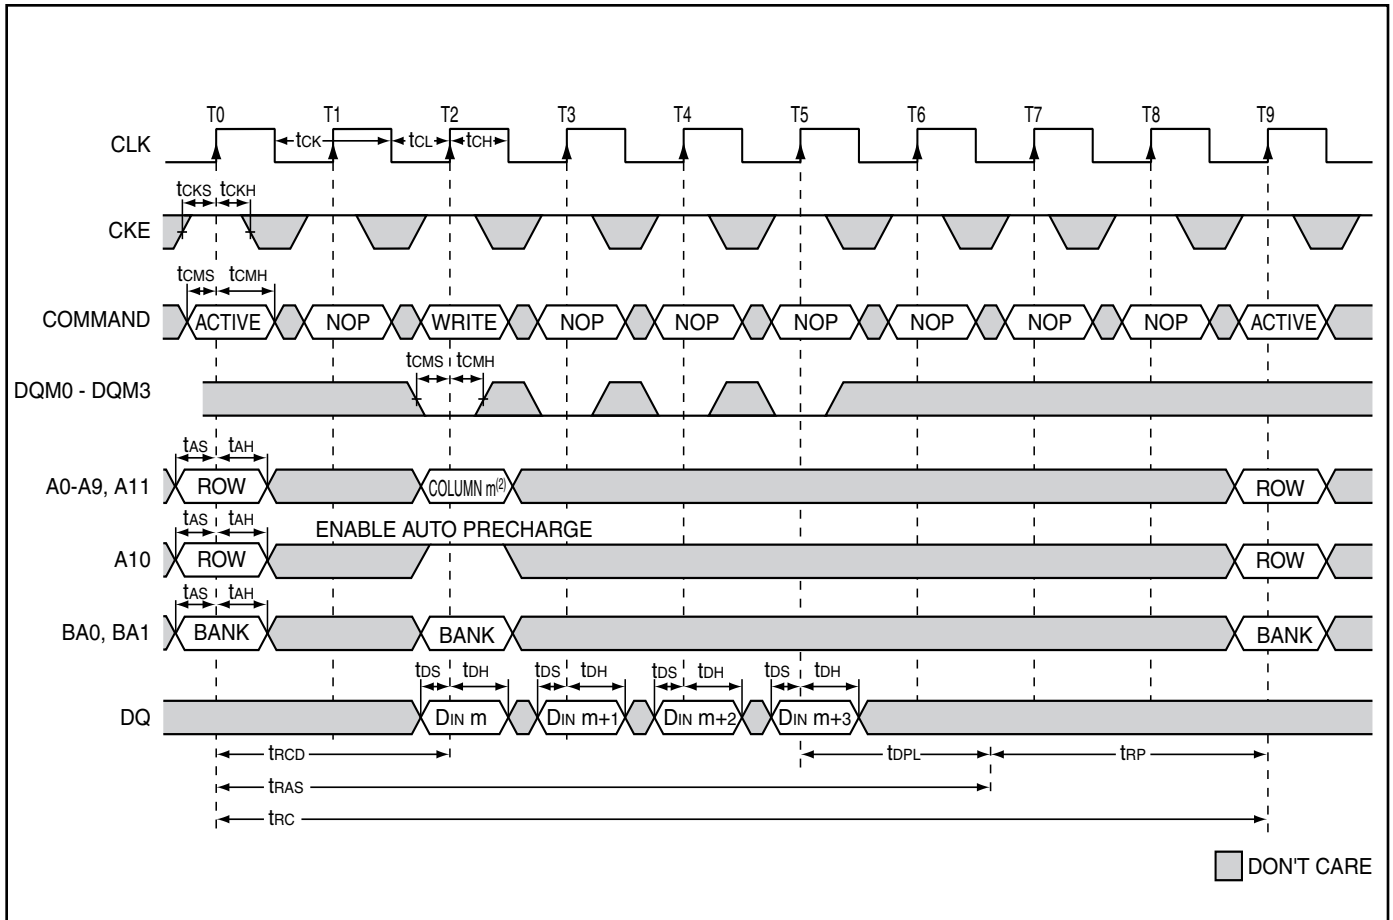 T0 T1 T2 T3 T4 T5 T6 T7 T8 T9
CLK tCK tCL tCH
tCKS tCKH
CKE
tCMS tCMH
COMMAND ACTIVE NOP WRITE NOP NOP NOP NOP NOP NOP ACTIVE
tCMS tCMH
DQM0 - DQM3
tAS tAH
A0-A9, A11 ROW COLUMN m(2) ROW
tAS tAH ENABLE AUTO PRECHARGE
A10 ROW ROW
tAS tAH
BA0, BA1 BANK BANK BANK
tDS tDH tDS tDH tDS tDH tDS tDH
DQ DIN m DIN m+1 DIN m+2 DIN m+3
tRCD tDPL tRP
tRAS
tRC
DON'T CARE